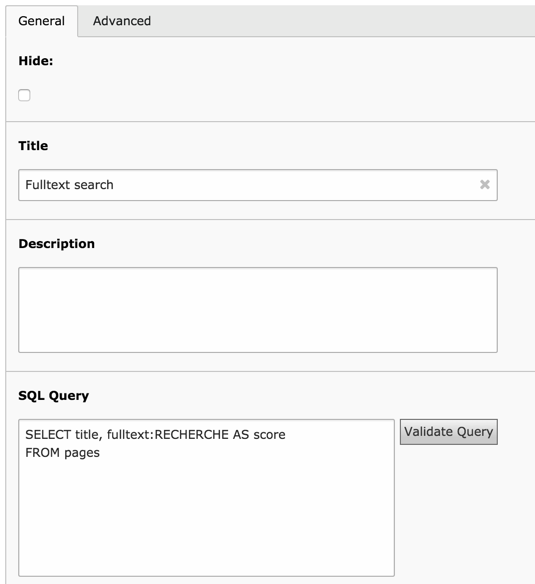 General Advanced
Hide:
Title
Fulltext search
Description
SQL Query
SELECT title, fulltext:RECHERCHE AS score
FROM pages
Validate Query